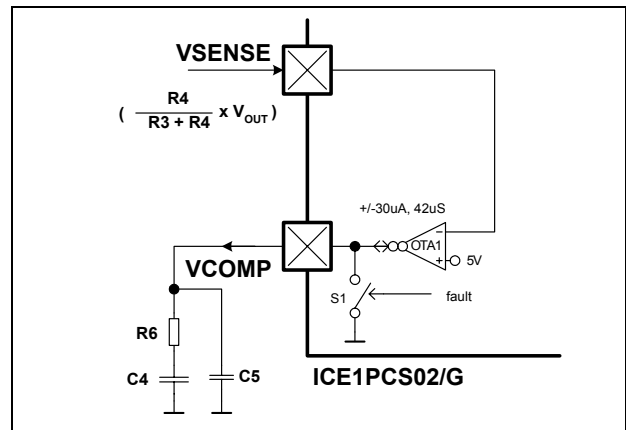 VSENSE
( R4
R3 + R4 x VOUT )
+/-30uA, 42uS
OTA1
−
+
5V
VCOMP
S1
fault
R6
C4
C5
ICE1PCS02/G